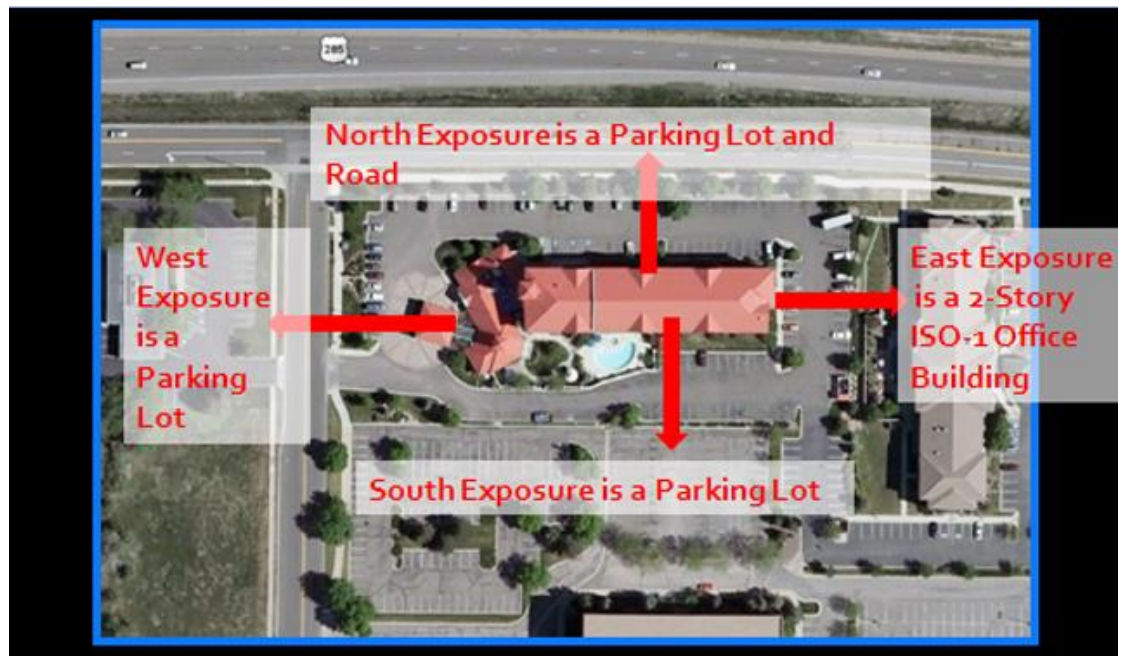 285
North Exposure is a Parking Lot and
Road
West
Exposure
is a
Parking
Lot
East Exposure
is a 2-Story
ISO-1 Office
Building
South Exposure is a Parking Lot